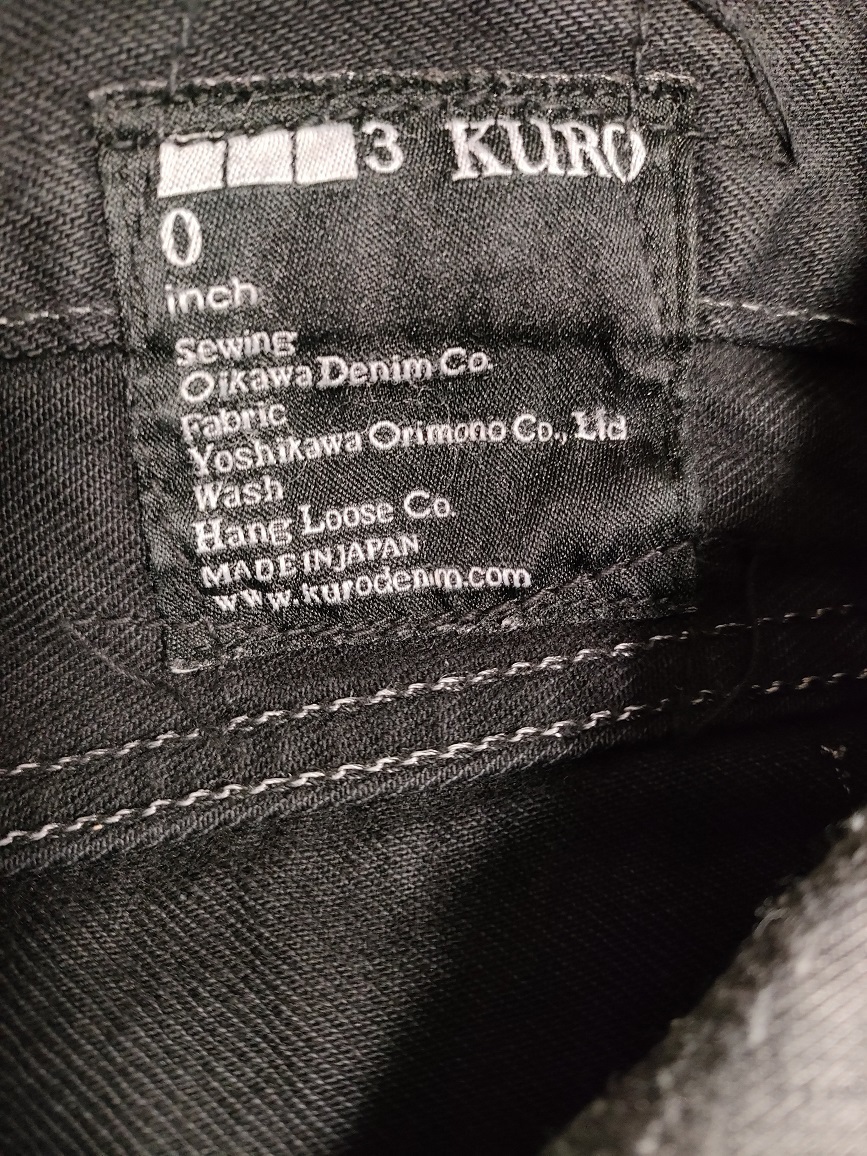 3 KURO
0
inch
Sewing
Oikawa Denim Co.
Fabric
Yoshikawa Orimono Co., Ltd
Wash
Hang Loose Co.
MADE IN JAPAN
www.kurodenim.com